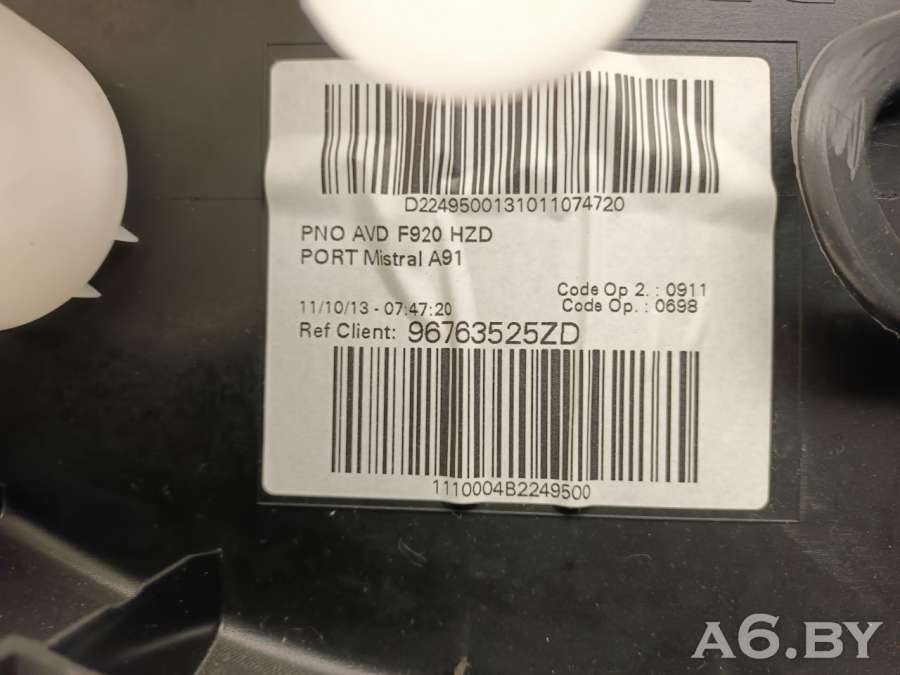 D2249500131011074720
PNO AVD F920 HZD
PORT Mistral A91
Code Op 2. : 0911
11/10/13 - 07:47:20
Code Op. : 0698
Ref Client: 96763525ZD
1110004B2249500
A6.BY